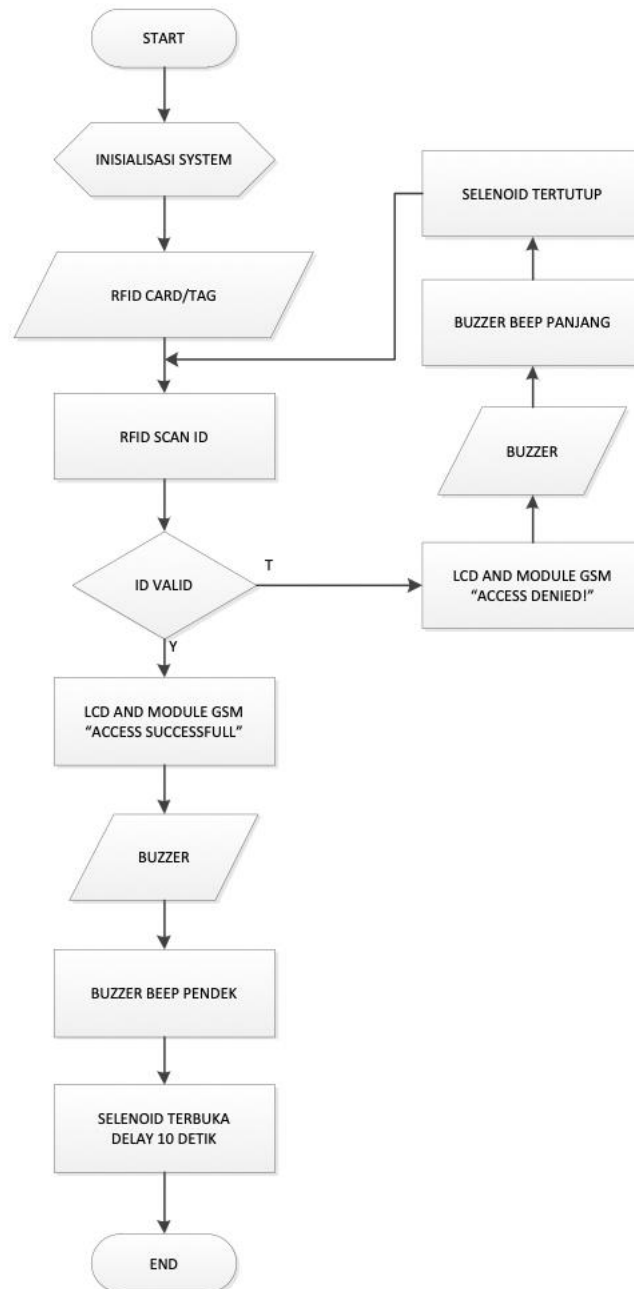 START
INISIALISASI SYSTEM
RFID CARD/TAG
RFID SCAN ID
ID VALID
T
Y
LCD AND MODULE GSM
“ACCESS SUCCESSFULL”
BUZZER
BUZZER BEEP PENDEK
SELENOID TERBUKA
DELAY 10 DETIK
END
LCD AND MODULE GSM
“ACCESS DENIED!”
BUZZER
BUZZER BEEP PANJANG
SELENOID TERTUTUP